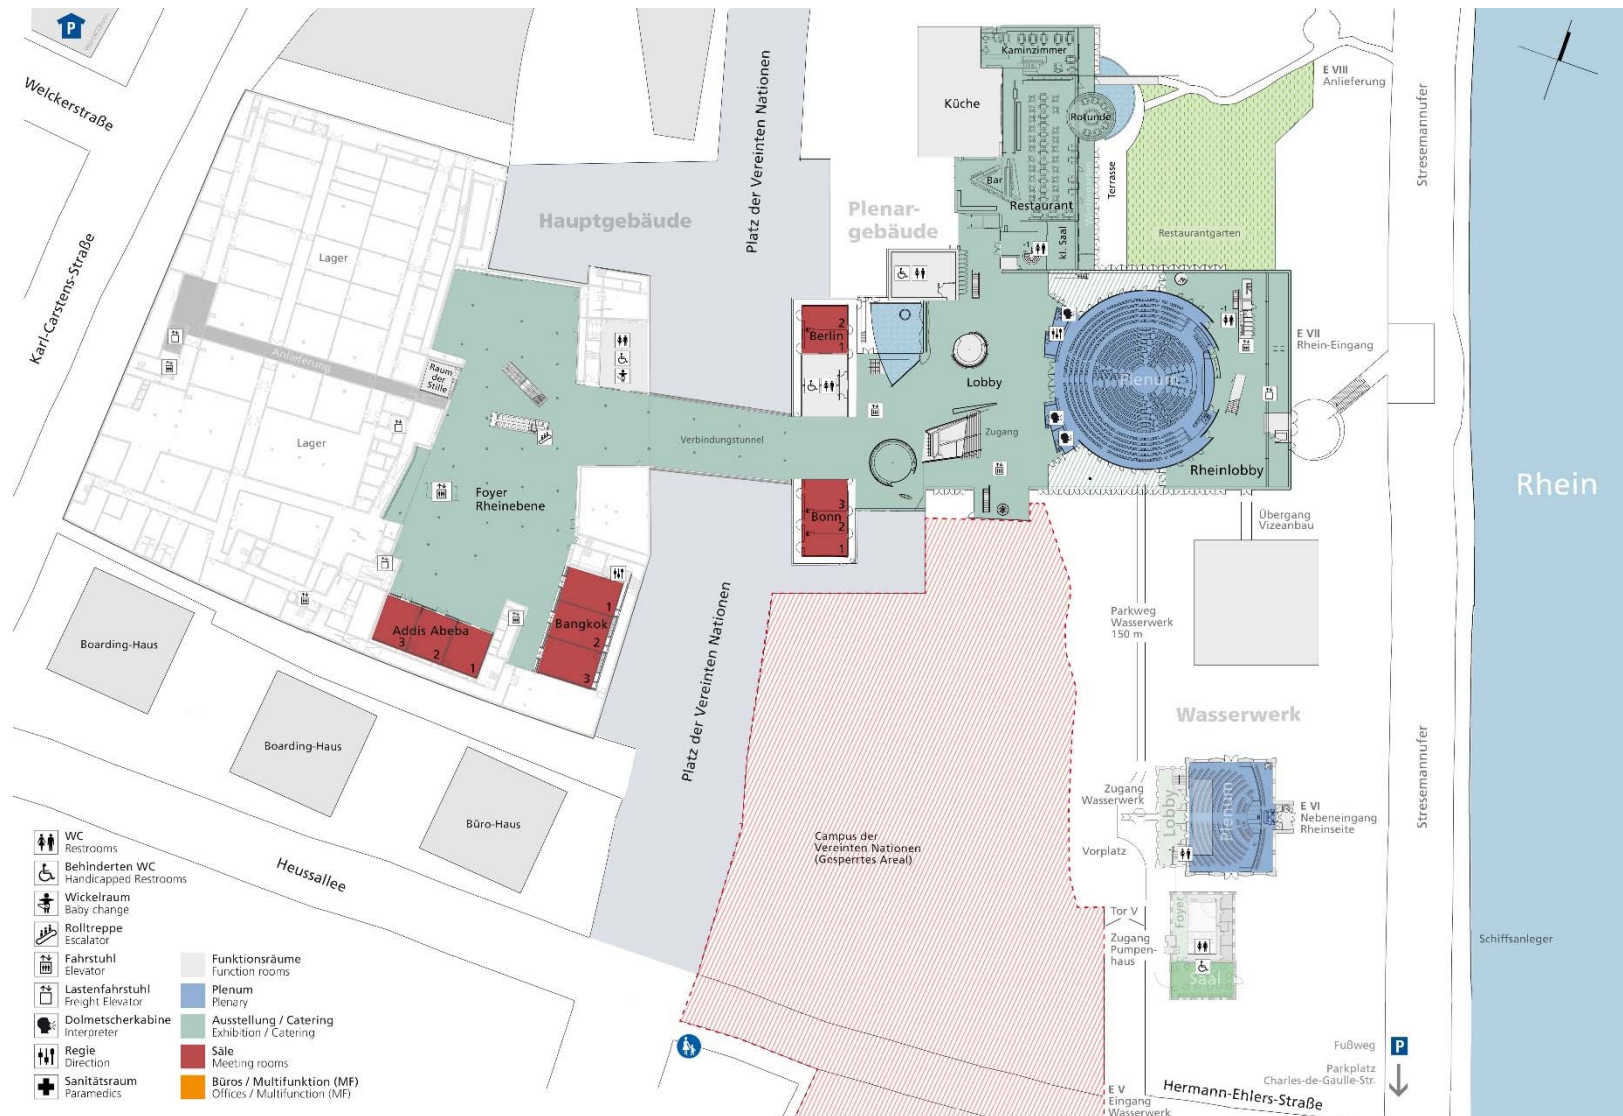 P
Welckerstraße
Karl-Carstens-Straße
Lager
Anlieferung
Lager
Raum
der
Stille
Hauptgebäude
Platz der Vereinten Nationen
Foyer
Rheinebene
Verbindungstunnel
Addis Abeba
3
2
1
Bangkok
1
2
3
Platz der Vereinten Nationen
Plenar-
gebäude
Küche
Kaminzimmer
Rotunde
Bar
Restaurant
kl. Saal
Terrasse
Restaurantgarten
E VIII
Anlieferung
Stresemannufer
2
Berlin
1
Lobby
Zugang
Plenum
Rheinlobby
E VII
Rhein-Eingang
3
Bonn
2
1
Rhein
Übergang
Vizeanbau
Parkweg
Wasserwerk
150 m
Wasserwerk
Zugang
Wasserwerk
Lobby
Plenum
E VI
Nebeneingang
Rheinseite
Vorplatz
Stresemannufer
Campus der
Vereinten Nationen
(Gesperrtes Areal)
Tor V
Zugang
Pumpen-
haus
Foyer
Saal
Schiffsanleger
Boarding-Haus
Boarding-Haus
Büro-Haus
Heussallee
WC
Restrooms
Behinderten WC
Handicapped Restrooms
Wickelraum
Baby change
Rolltreppe
Escalator
Fahrstuhl
Elevator
Lastenfahrstuhl
Freight Elevator
Dolmetscherkabine
Interpreter
Regie
Direction
Sanitätsraum
Paramedics
Funktionsräume
Function rooms
Plenum
Plenary
Ausstellung / Catering
Exhibition / Catering
Säle
Meeting rooms
Büros / Multifunktion (MF)
Offices / Multifunction (MF)
E V
Eingang
Wasserwerk
Hermann-Ehlers-Straße
Fußweg
P
Parkplatz
Charles-de-Gaulle-Str.